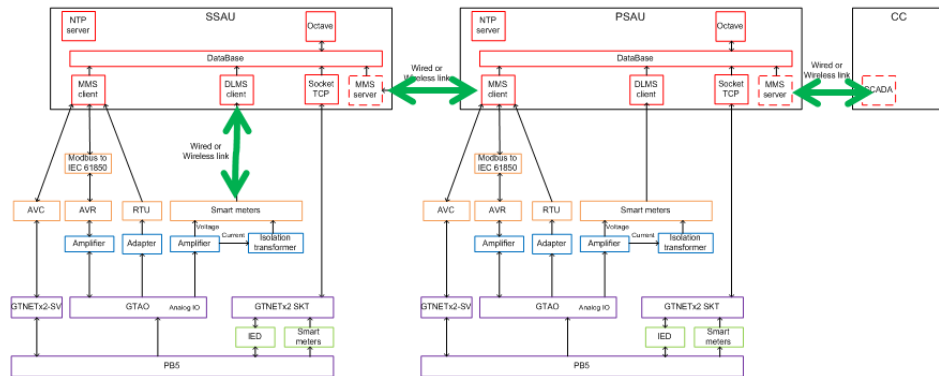 SSAU
NTP
server
Octave
DataBase
MMS
client
DLMS
client
Socket
TCP
MMS
server
Wired or
Wireless link
PSAU
NTP
server
Octave
DataBase
MMS
client
DLMS
client
Socket
TCP
MMS
server
Wired or
Wireless link
CC
SCADA
Wired or
Wireless link
Modbus to
IEC 61850
AVC
AVR
RTU
Smart meters
Voltage
Current
Amplifier
Adapter
Amplifier
Isolation
transformer
GTNETx2-SV
GTAO
Analog IO
GTNETx2 SKT
IED
Smart
meters
PB5
Modbus to
IEC 61850
AVC
AVR
RTU
Smart meters
Voltage
Current
Amplifier
Adapter
Amplifier
Isolation
transformer
GTNETx2-SV
GTAO
Analog IO
GTNETx2 SKT
IED
Smart
meters
PB5